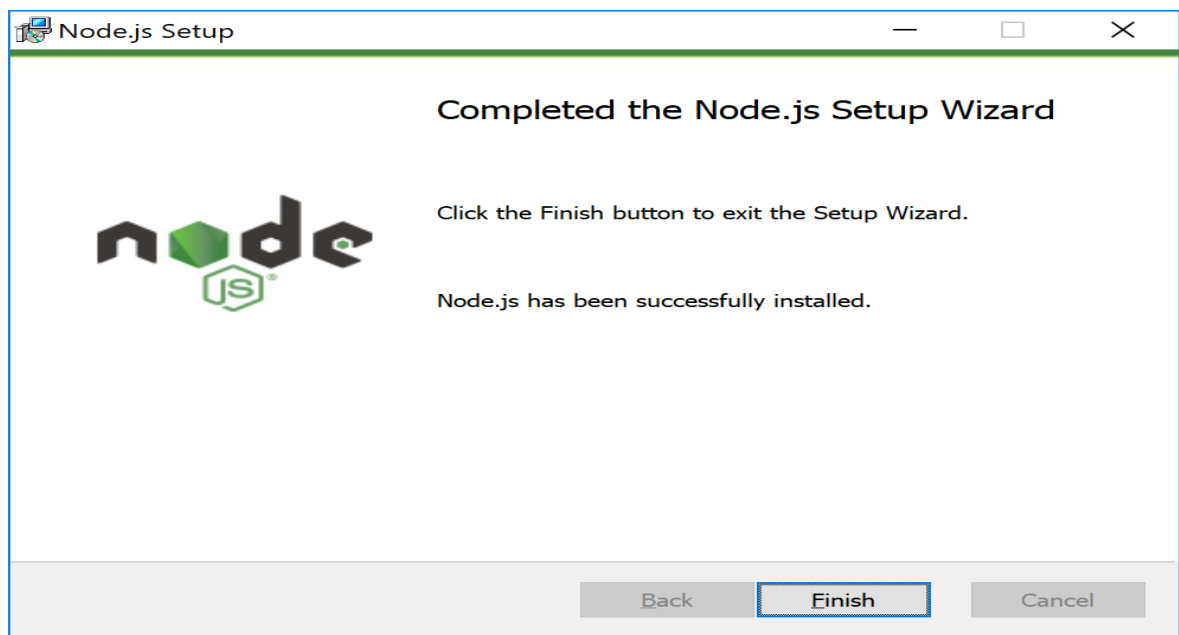 Node.js Setup
Completed the Node.js Setup Wizard
Click the Finish button to exit the Setup Wizard.
node
JS®
Node.js has been successfully installed.
Back Finish Cancel